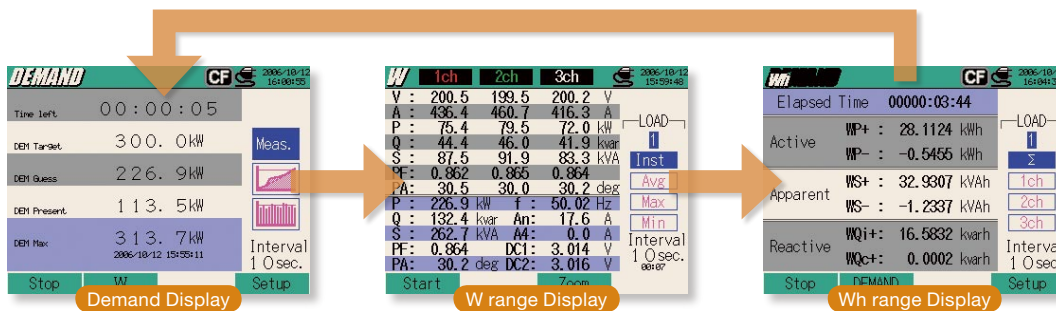 DEMAND CF 2006/10/12
16:00:55
Time left 00:00:05
DEM Target 300.0kW
Meas.
DEM Guess 226.9kW
DEM Present 113.5kW
DEM Max 313.7kW
2006/10/12 15:55:11
Interval
10sec.
Stop W Setup
Demand Display
W 1ch 2ch 3ch 2006/10/12
15:59:48
V : 200.5 199.5 200.2 V
A : 436.4 460.7 416.3 A
P : 75.4 79.5 72.0 kW
Q : 44.4 46.0 41.9 kvar
S : 87.5 91.9 83.3 kVA
PF: 0.862 0.865 0.864
PA: 30.5 30.0 30.2 deg
P : 226.9 kW f : 50.02 Hz
Q : 132.4 kvar An: 17.6 A
S : 262.7 kVA A4: 0.0 A
PF: 0.864 DC1: 3.014 V
PA: 30.2 deg DC2: 3.016 V
LOAD
1
Inst
Avg
Max
Min
Interval
10sec.
00:07
Start Zoom
W range Display
Wh CF 2006/10/1
16:04:3
Elapsed Time 00000:03:44
Active WP+ : 28.1124 kWh
WP- : -0.5455 kWh
Apparent WS+ : 32.9307 kVAh
WS- : -1.2337 kVAh
Reactive WQi+: 16.5832 kvarh
WQc+: 0.0002 kvarh
LOAD
1
Σ
1ch
2ch
3ch
Interva
10sec
Stop DEMAND Setup
Wh range Display